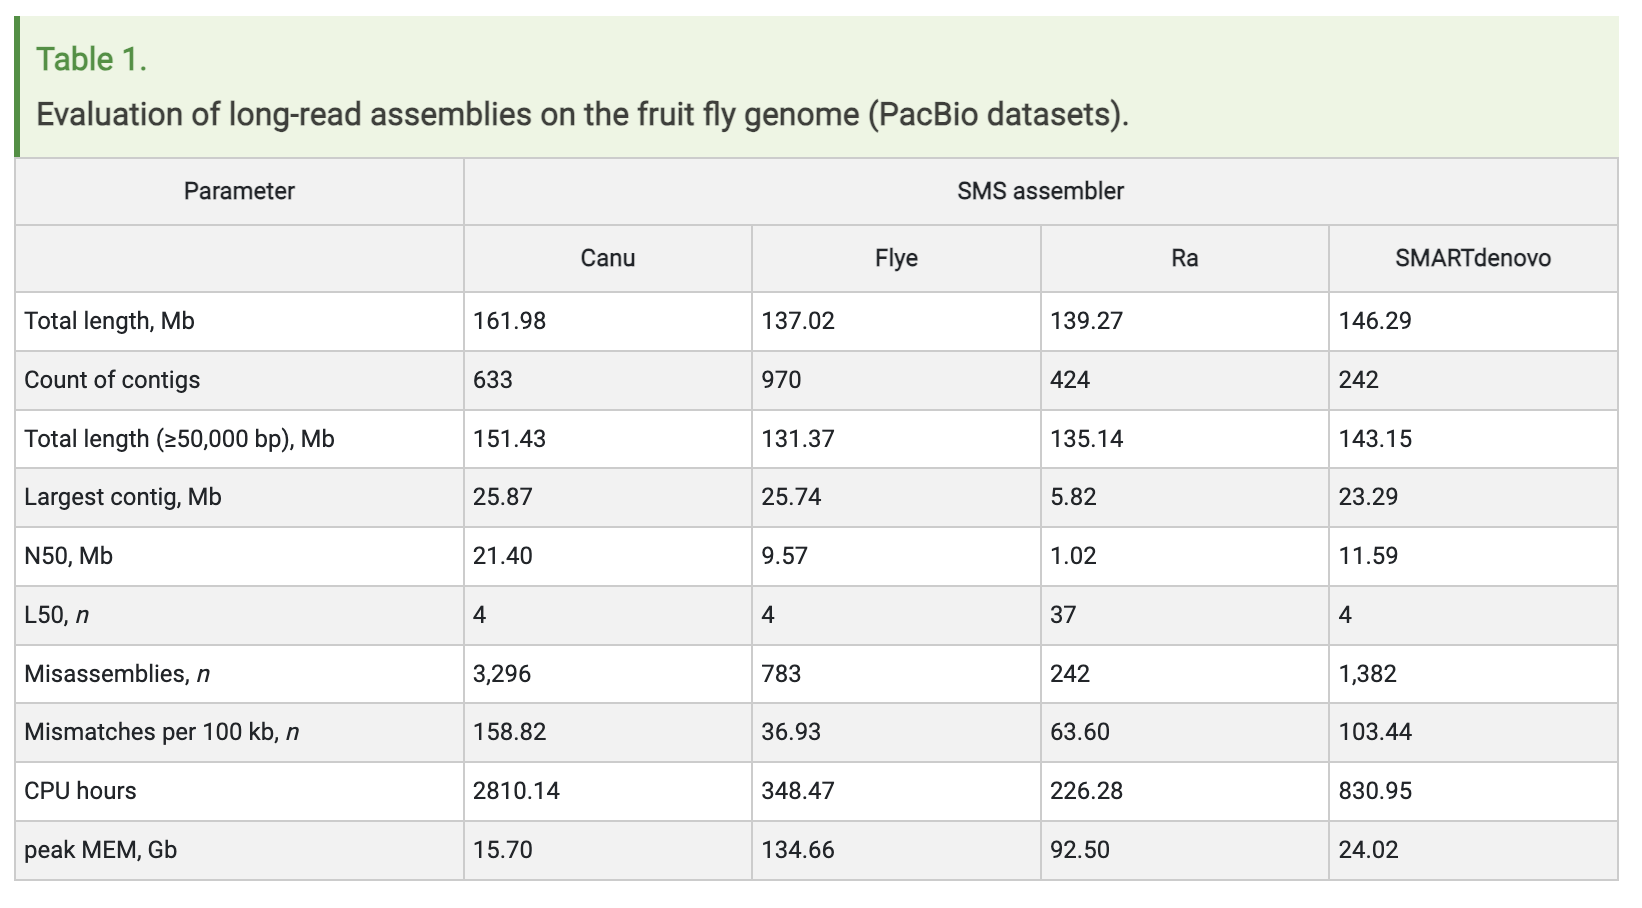 Table 1.
Evaluation of long-read assemblies on the fruit fly genome (PacBio datasets).
Parameter SMS assembler
Canu Flye Ra SMARTdenovo
Total length, Mb 161.98 137.02 139.27 146.29
Count of contigs 633 970 424 242
Total length (≥50,000 bp), Mb 151.43 131.37 135.14 143.15
Largest contig, Mb 25.87 25.74 5.82 23.29
N50, Mb 21.40 9.57 1.02 11.59
L50, n 4 4 37 4
Misassemblies, n 3,296 783 242 1,382
Mismatches per 100 kb, n 158.82 36.93 63.60 103.44
CPU hours 2810.14 348.47 226.28 830.95
peak MEM, Gb 15.70 134.66 92.50 24.02